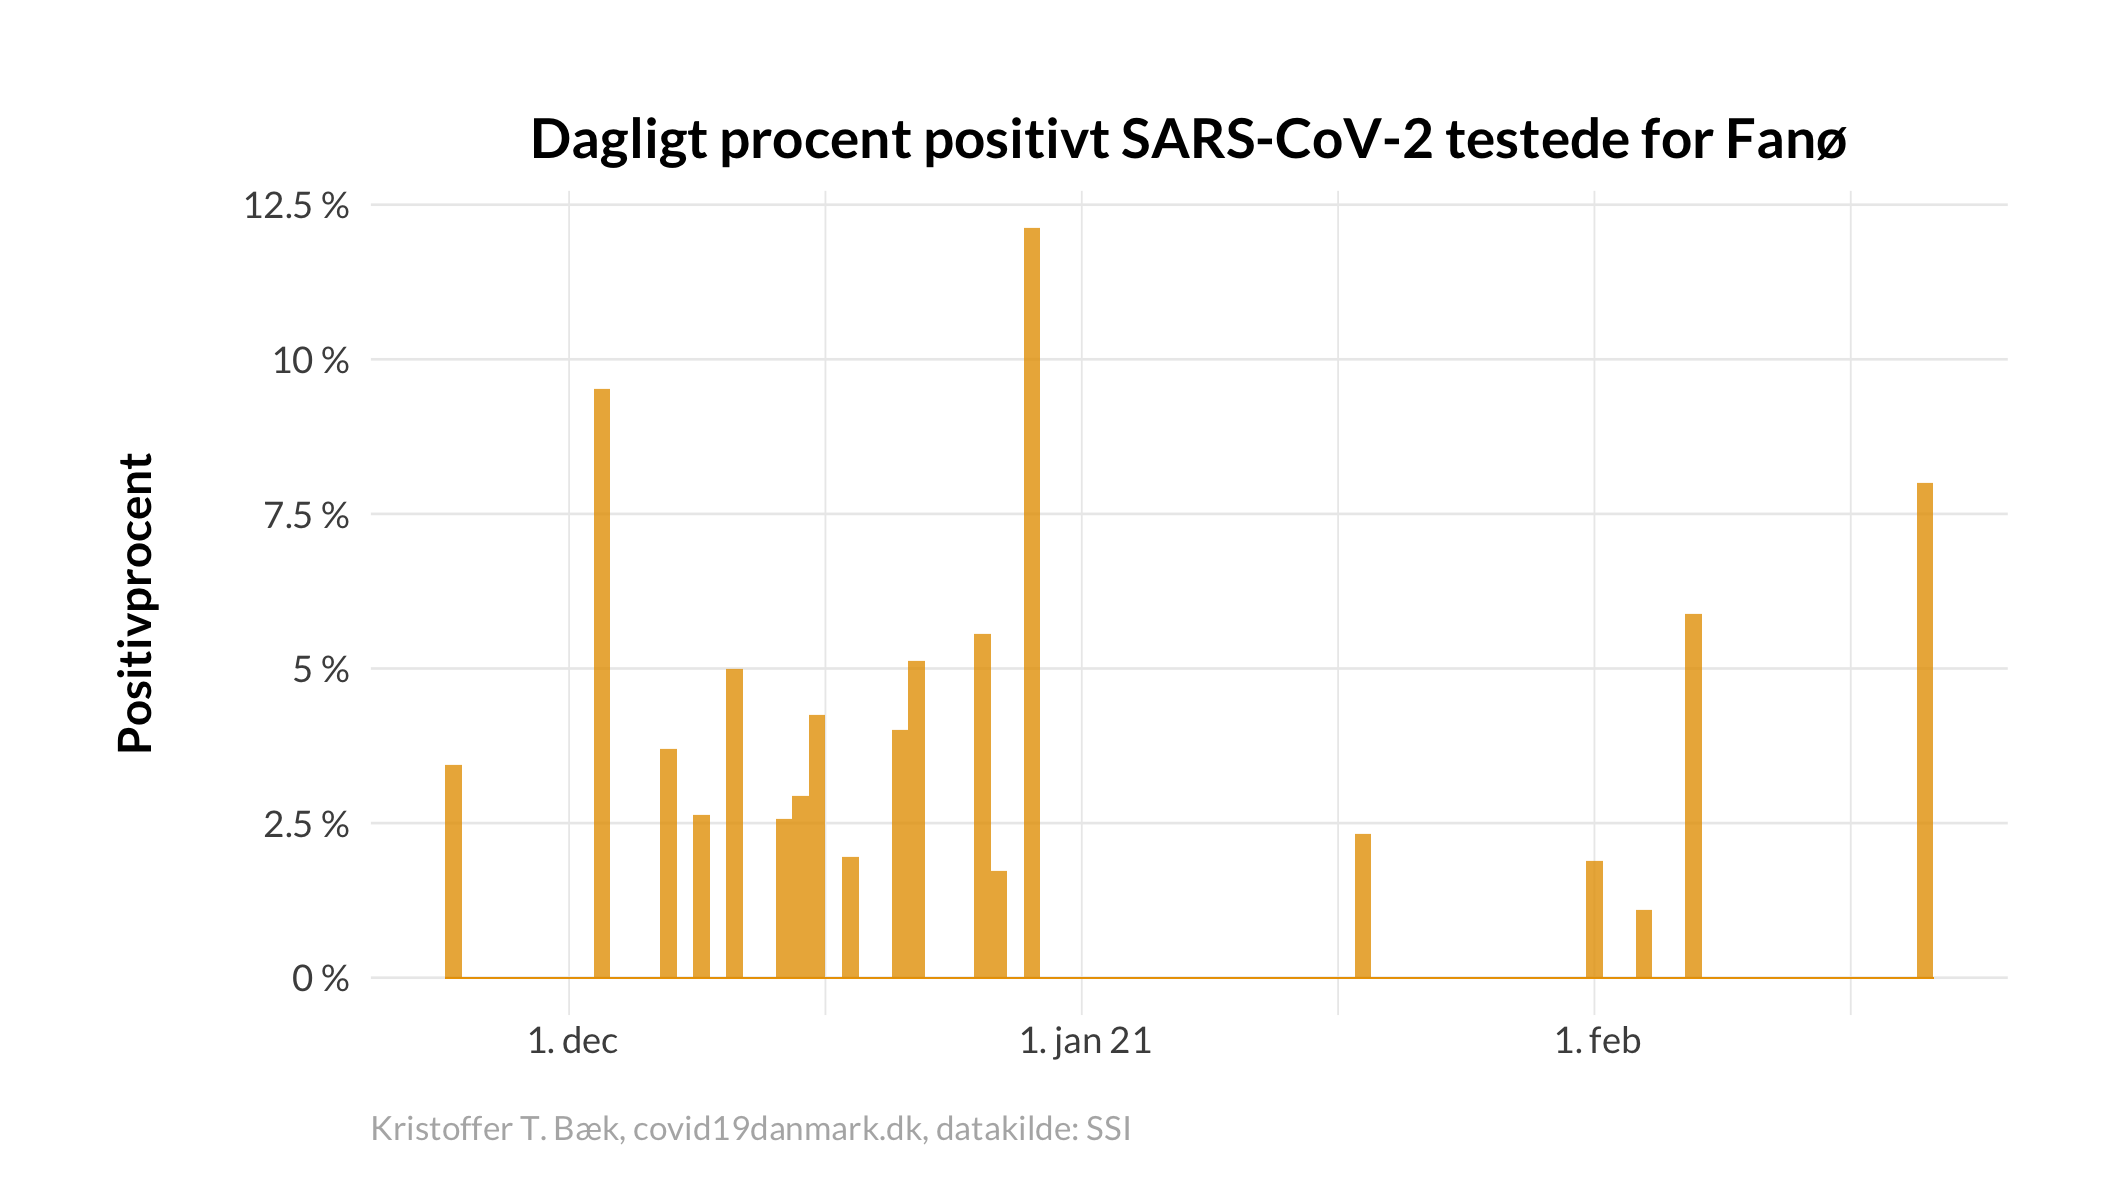 Dagligt procent positivt SARS-CoV-2 testede for Fanø
12.5 %
10 %
7.5 %
5 %
2.5 %
0 %
Positivprocent
1. dec
1. jan 21
1. feb
Kristoffer T. Bæk, covid19danmark.dk, datakilde: SSI